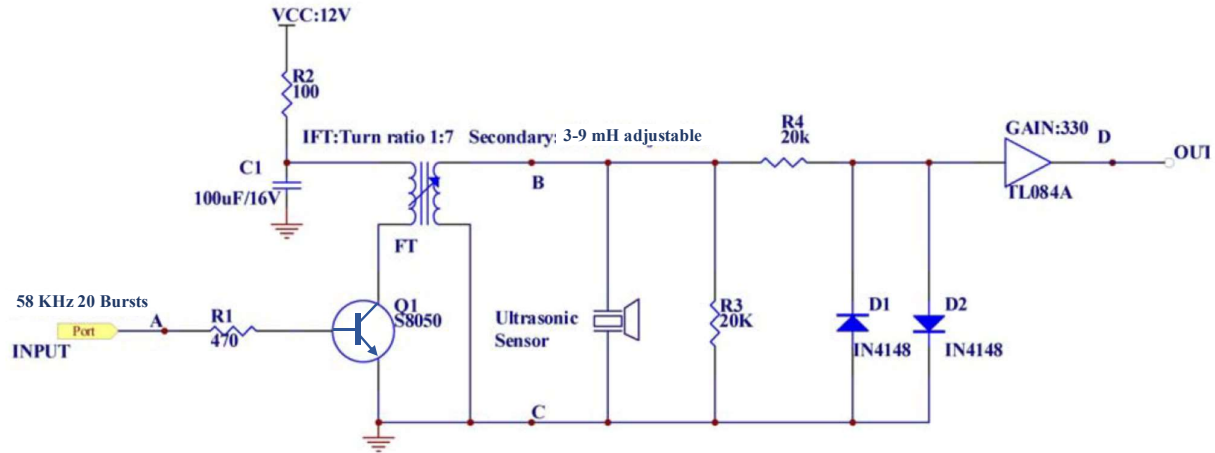 VCC:12V
R2
100
IFT:Turn ratio 1:7 Secondary: 3-9 mH adjustable
R4
20k
GAIN:330
D
OUT
C1
100uF/16V
B
TL084A
FT
58 KHz 20 Bursts
Port
A
INPUT
R1
470
Q1
S8050
Ultrasonic
Sensor
R3
20K
D1
IN4148
D2
IN4148
C